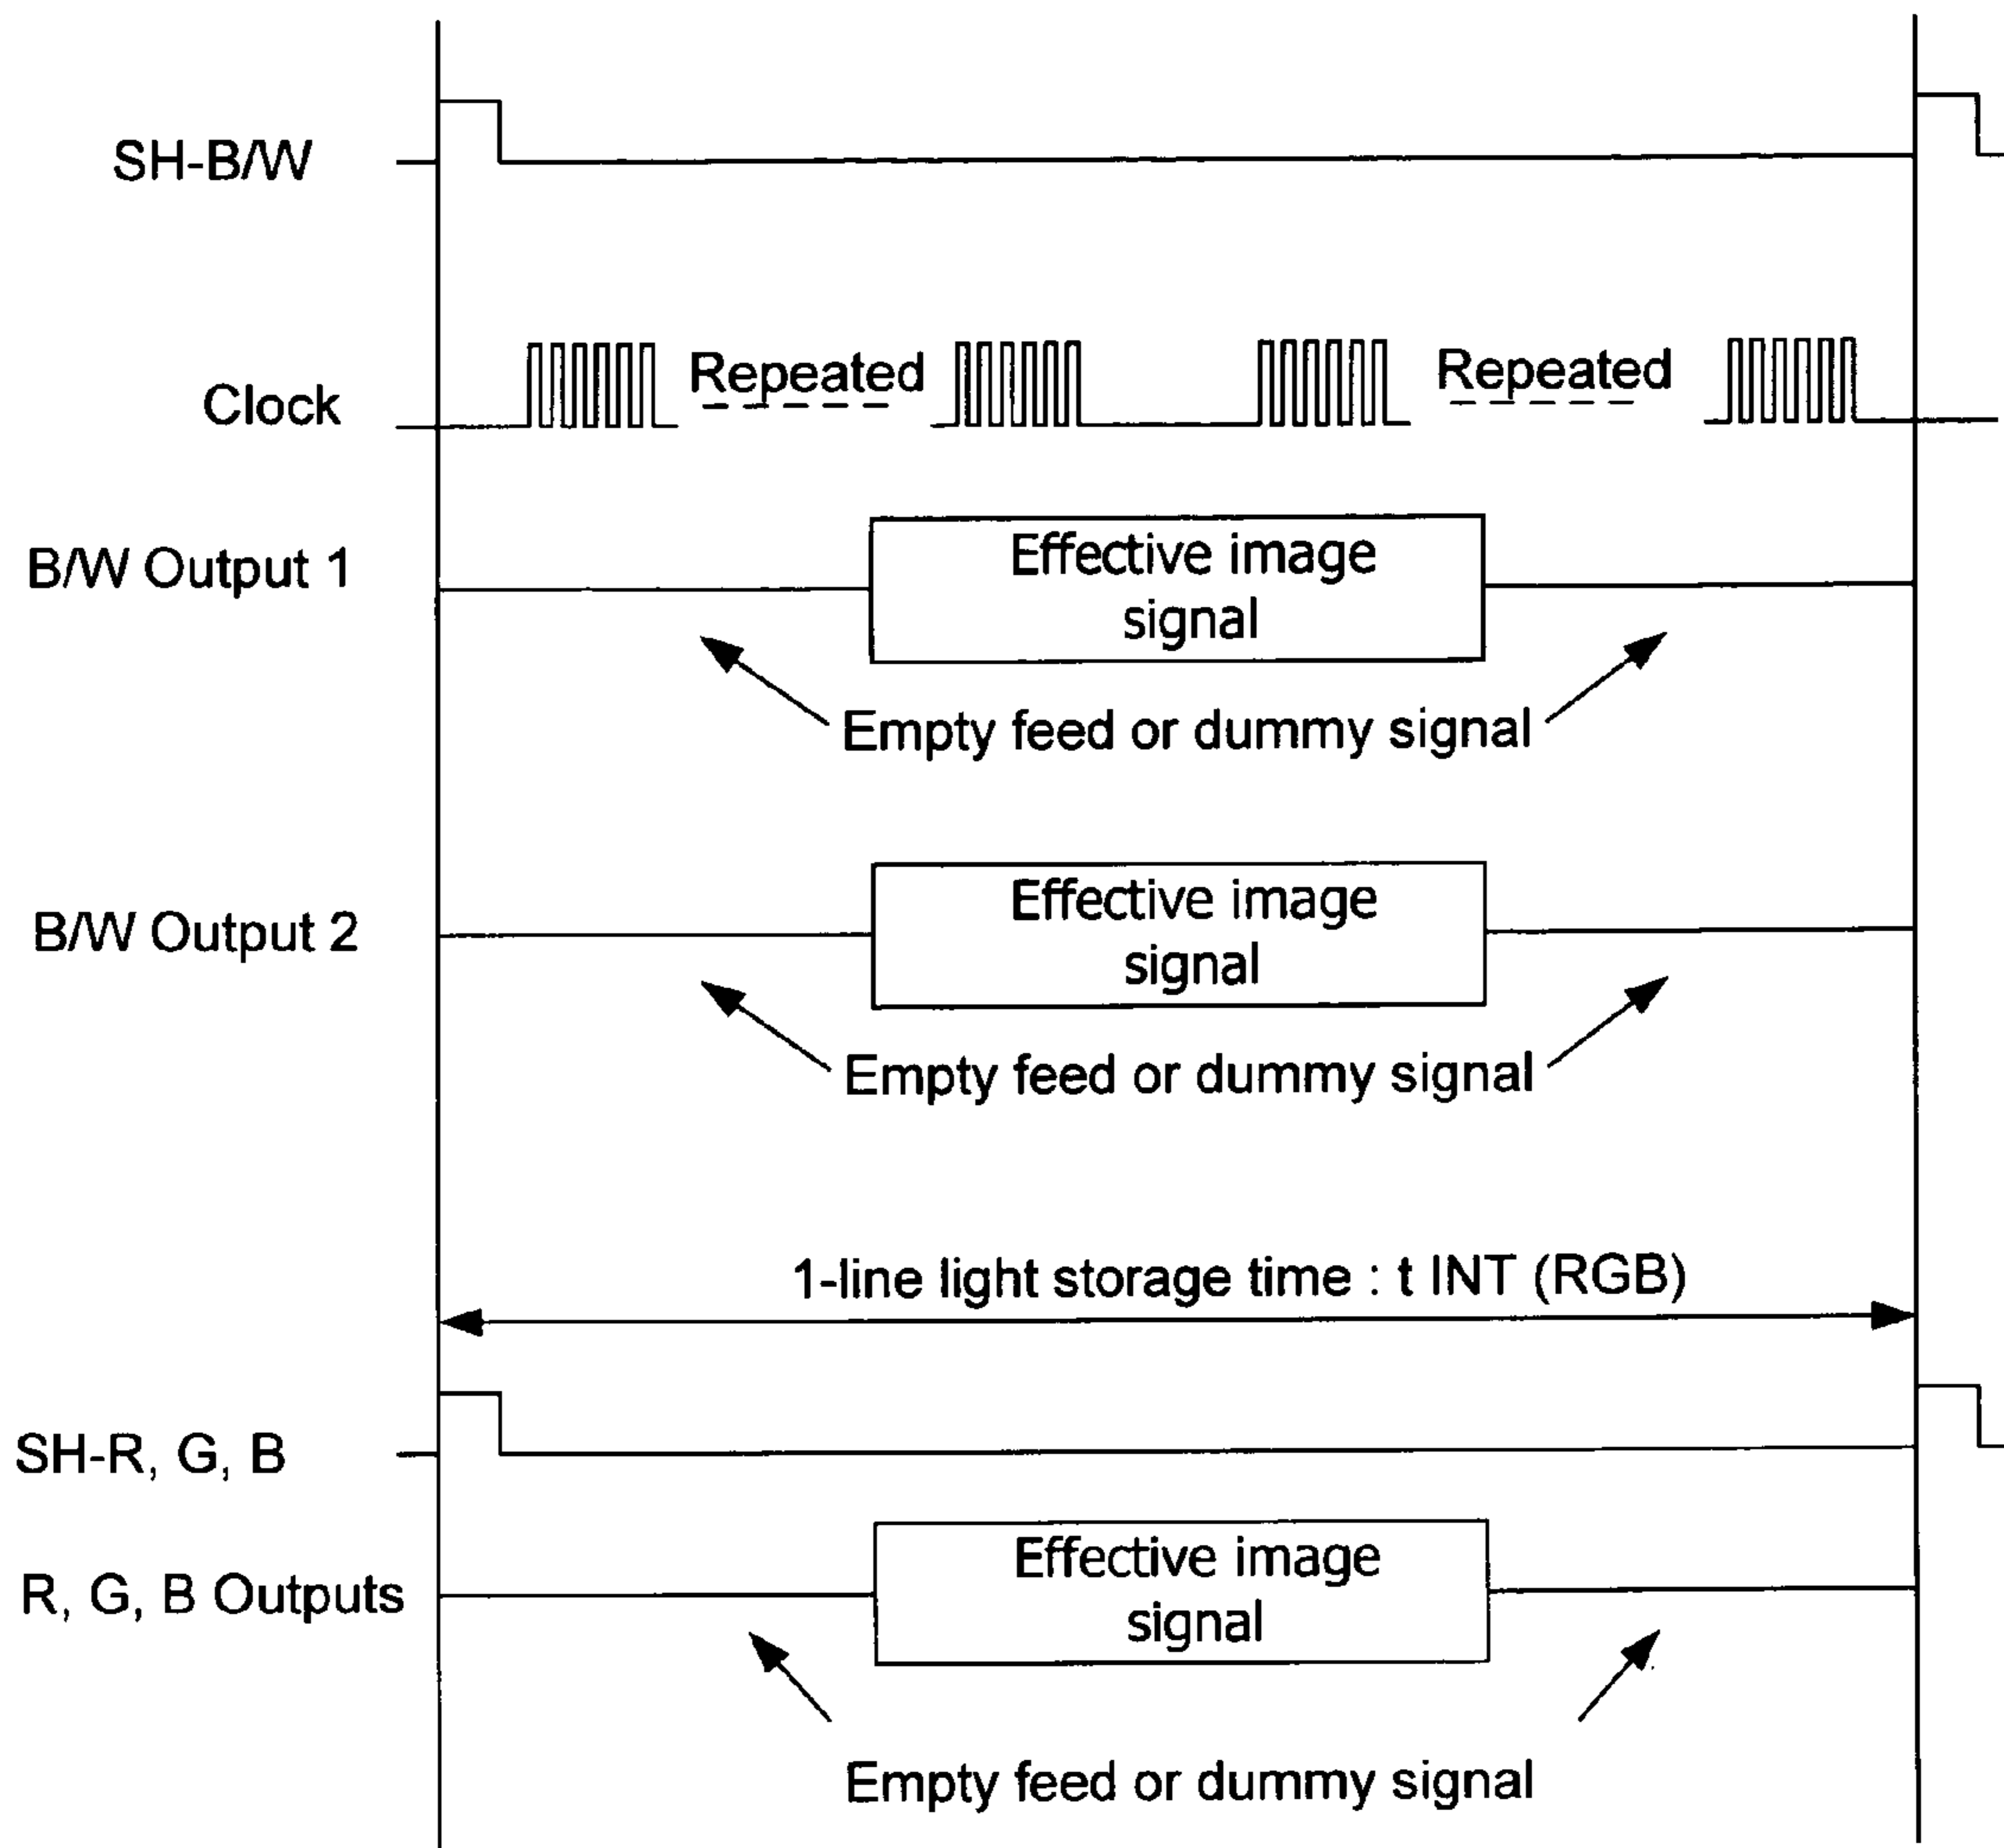 SH-B/W
Clock
Repeated
Repeated
B/W Output 1
Effective image
signal
Empty feed or dummy signal
B/W Output 2
Effective image
signal
Empty feed or dummy signal
1-line light storage time : t INT (RGB)
SH-R, G, B
R, G, B Outputs
Effective image
signal
Empty feed or dummy signal